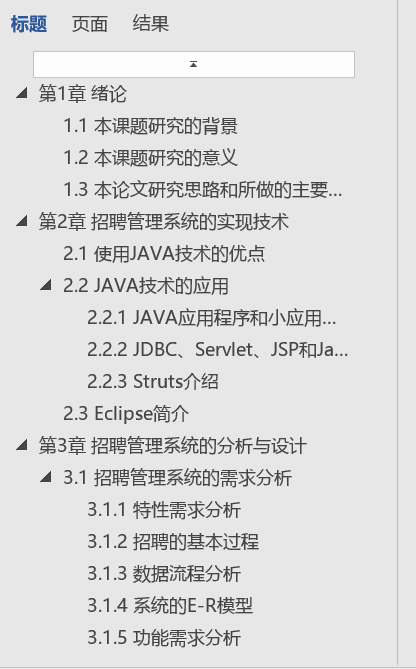 标题 页面 结果
第1章 绪论
1.1 本课题研究的背景
1.2 本课题研究的意义
1.3 本论文研究思路和所做的主要...
第2章 招聘管理系统的实现技术
2.1 使用JAVA技术的优点
2.2 JAVA技术的应用
2.2.1 JAVA应用程序和小应用...
2.2.2 JDBC、Servlet、JSP和Ja...
2.2.3 Struts介绍
2.3 Eclipse简介
第3章 招聘管理系统的分析与设计
3.1 招聘管理系统的需求分析
3.1.1 特性需求分析
3.1.2 招聘的基本过程
3.1.3 数据流程分析
3.1.4 系统的E-R模型
3.1.5 功能需求分析